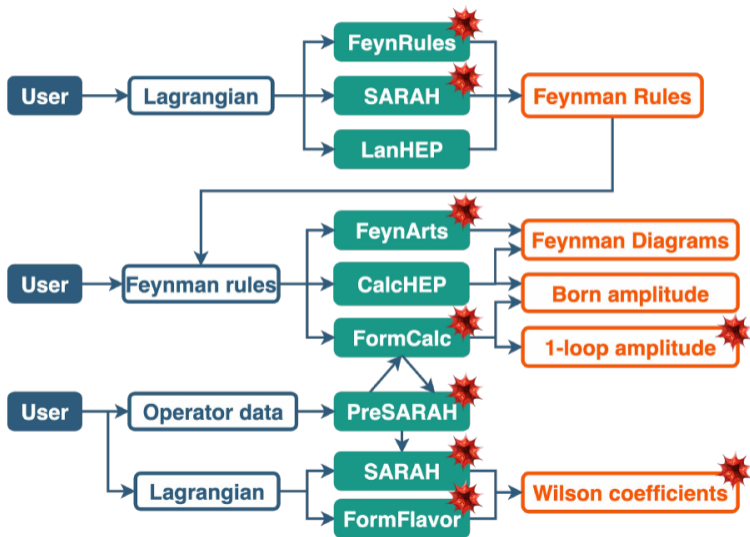 FeynRules
User
Lagrangian
SARAH
Feynman Rules
LanHEP
FeynArts
Feynman Diagrams
User
Feynman rules
CalcHEP
Born amplitude
FormCalc
1-loop amplitude
User
Operator data
PreSARAH
SARAH
Lagrangian
Wilson coefficients
FormFlavor